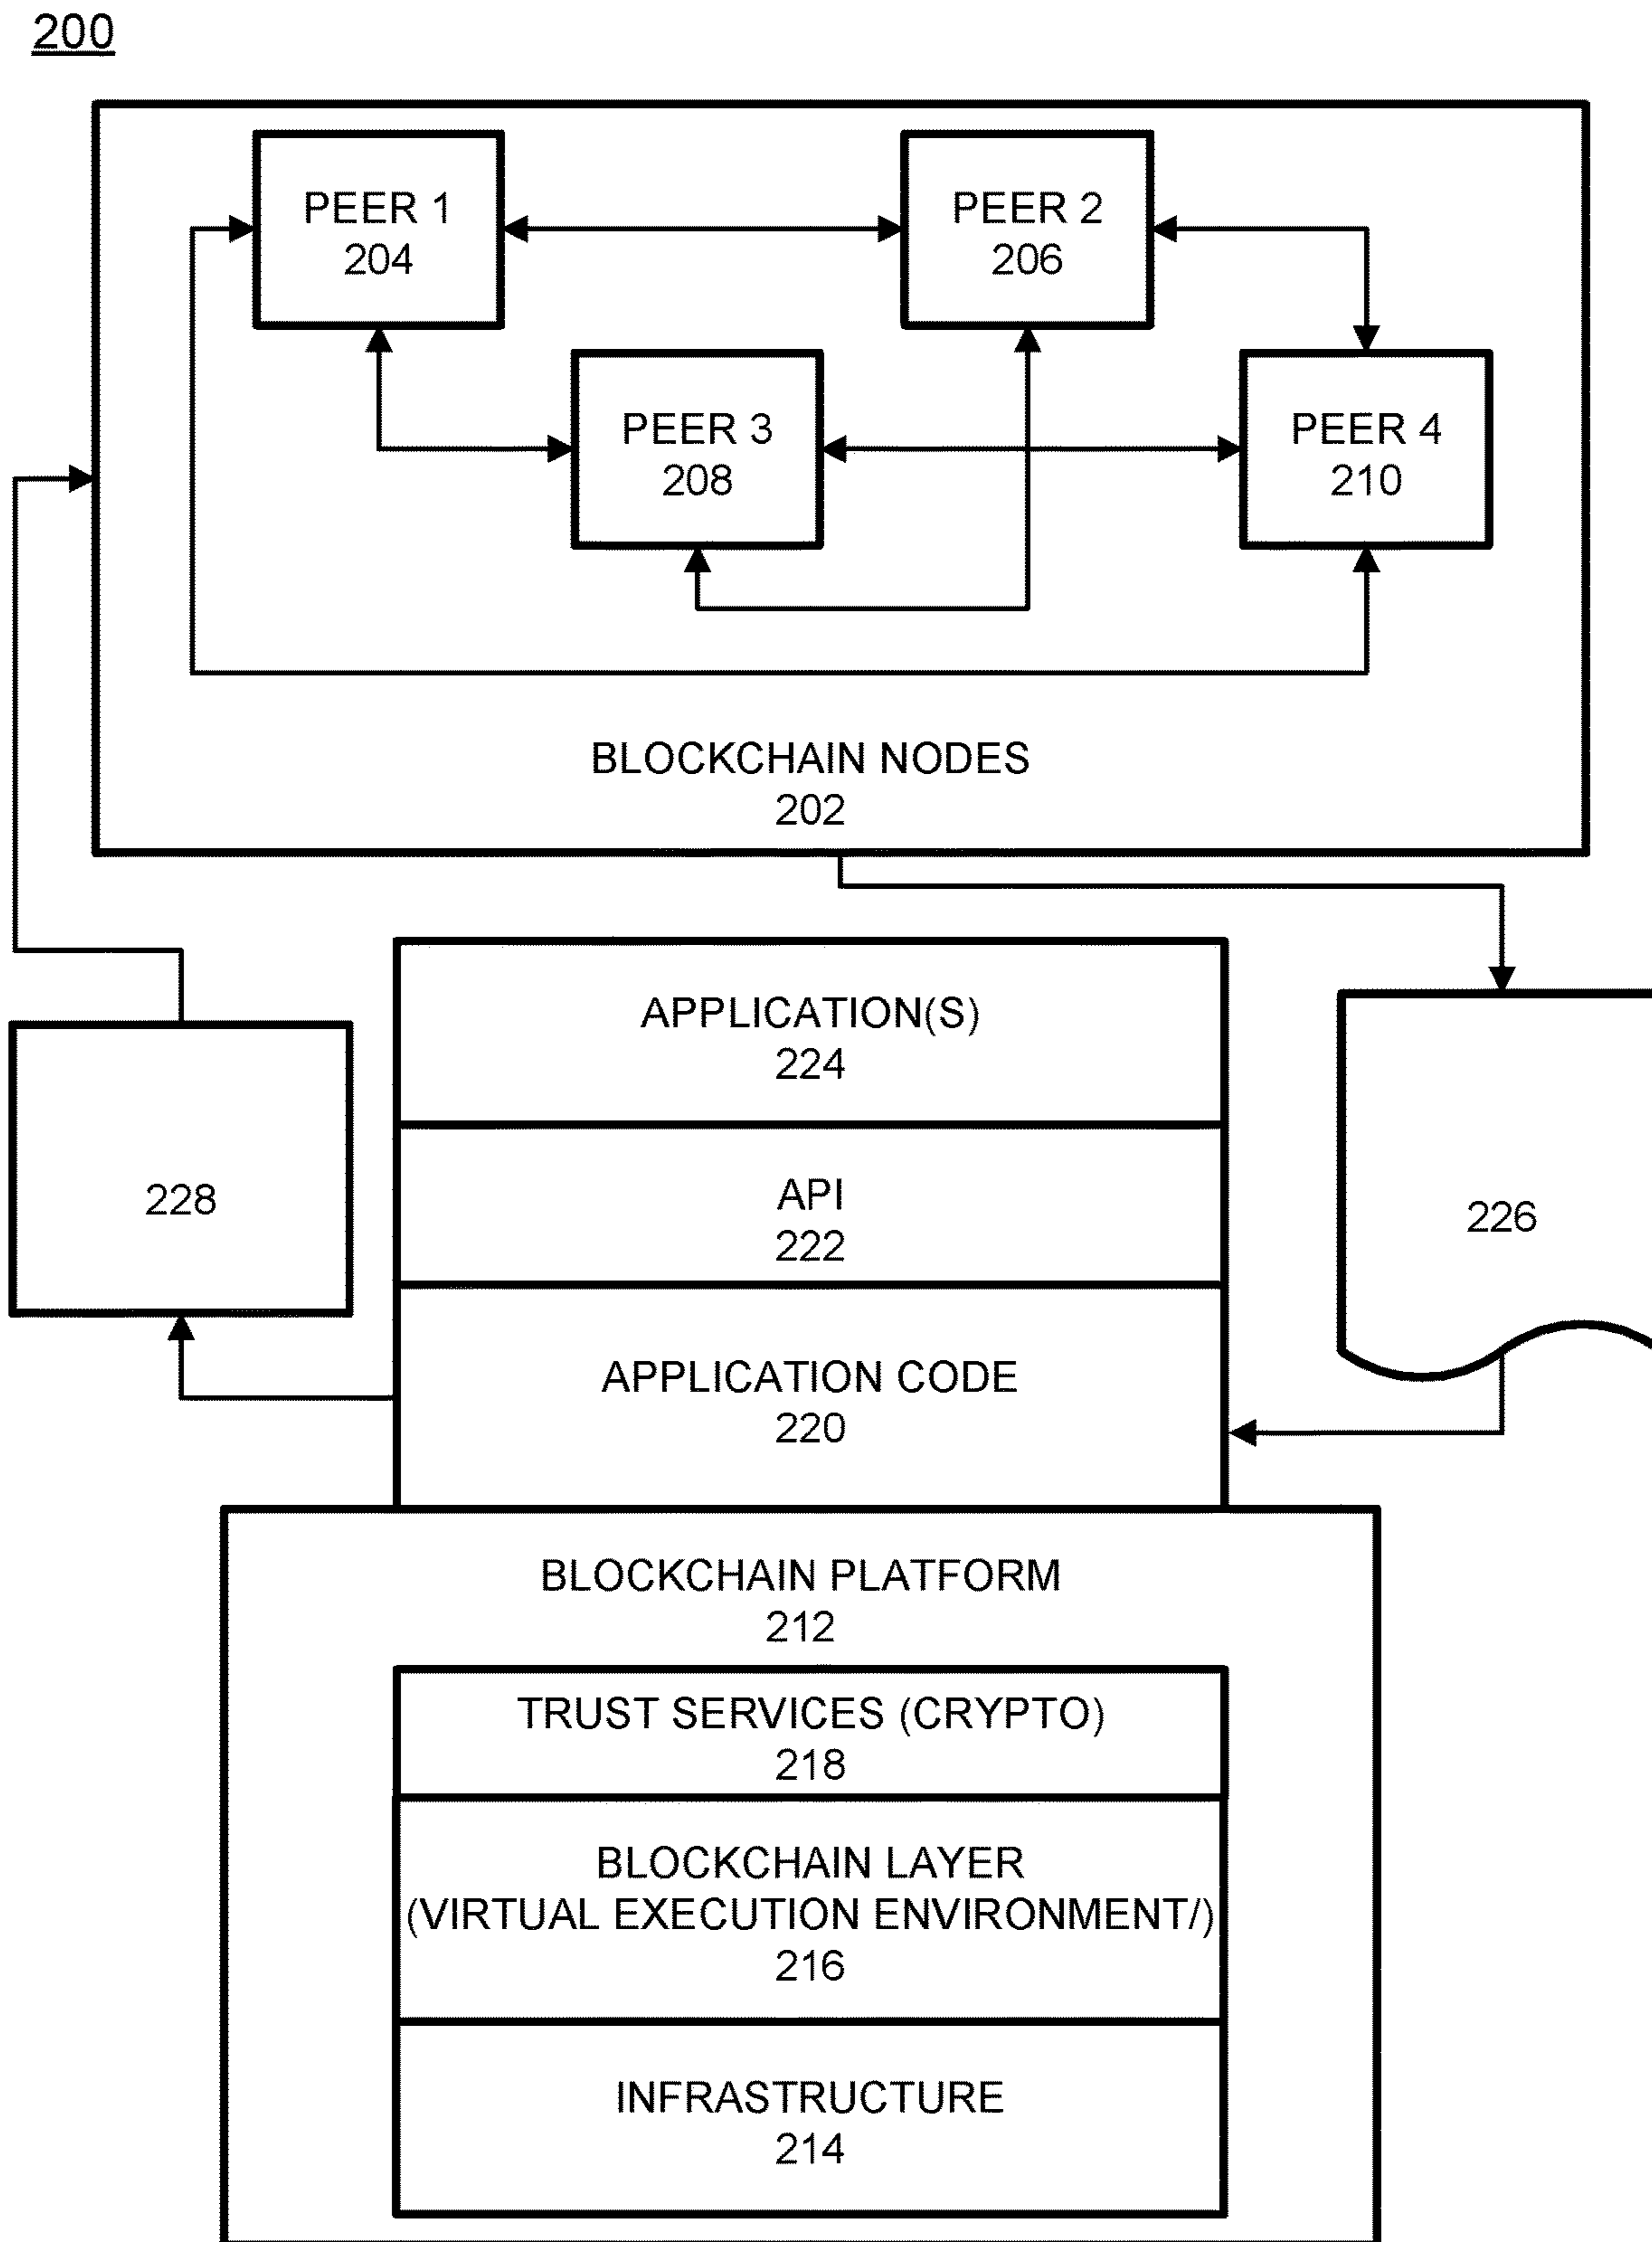 200
PEER 1
204
PEER 2
206
PEER 3
208
PEER 4
210
BLOCKCHAIN NODES
202
APPLICATION(S)
224
API
222
228
226
APPLICATION CODE
220
BLOCKCHAIN PLATFORM
212
TRUST SERVICES (CRYPTO)
218
BLOCKCHAIN LAYER
(VIRTUAL EXECUTION ENVIRONMENT/)
216
INFRASTRUCTURE
214